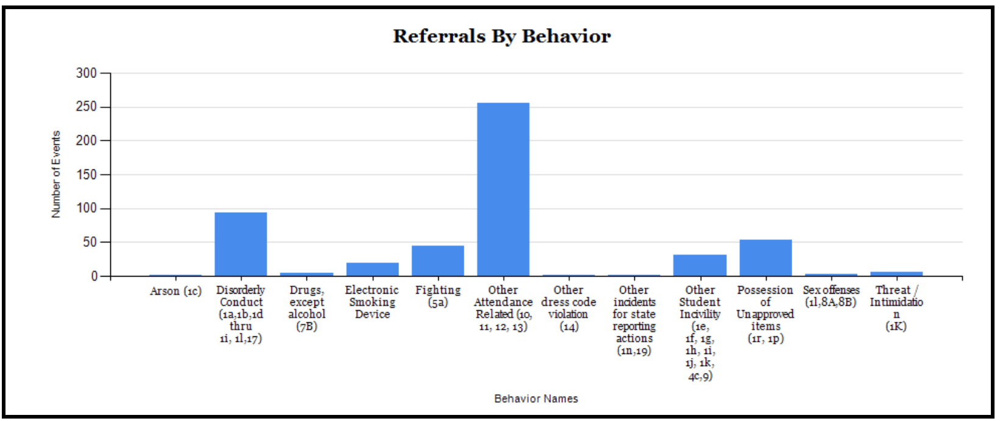 Referrals By Behavior
300
250
200
150
100
50
0
Number of Events
Arson (1c)
Disorderly
Conduct
(1a,1b,1d
thru
1i, 1l,17)
Drugs,
except
alcohol
(7B)
Electronic
Smoking
Device
Fighting
(5a)
Other
Attendance
Related (10,
11, 12, 13)
Other
dress code
violation
(14)
Other
incidents
for state
reporting
actions
(1n,19)
Other
Student
Incivility
(1e,
1f, 1g,
1h, 1i,
1j, 1k,
4c,9)
Possession
of
Unapproved
items
(1r, 1p)
Sex offenses
(1l,8A,8B)
Threat /
Intimidatio
n
(1K)
Behavior Names